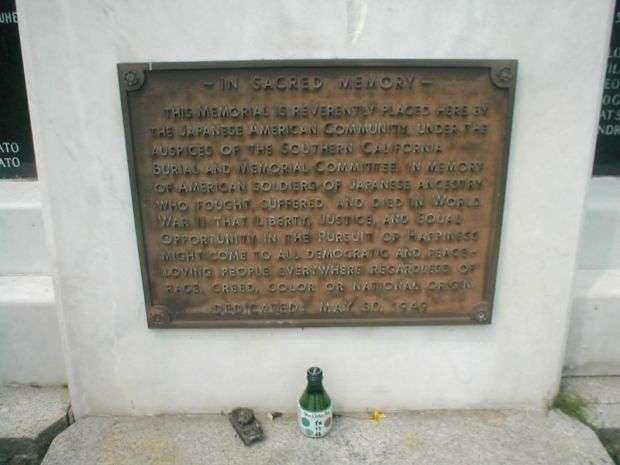 - IN SACRED MEMORY -
THIS MEMORIAL IS REVERENTLY PLACED HERE BY
THE JAPANESE AMERICAN COMMUNITY, UNDER THE
AUSPICES OF THE SOUTHERN CALIFORNIA
BURIAL AND MEMORIAL COMMITTEE, IN MEMORY
OF AMERICAN SOLDIERS OF JAPANESE ANCESTRY
WHO FOUGHT, SUFFERED, AND DIED IN WORLD
WAR II THAT LIBERTY, JUSTICE, AND EQUAL
OPPORTUNITY IN THE PURSUIT OF HAPPINESS
MIGHT COME TO ALL DEMOCRATIC AND PEACE-
LOVING PEOPLE EVERYWHERE REGARDLESS OF
RACE, CREED, COLOR OR NATIONAL ORIGIN.
DEDICATED: MAY 30, 1949